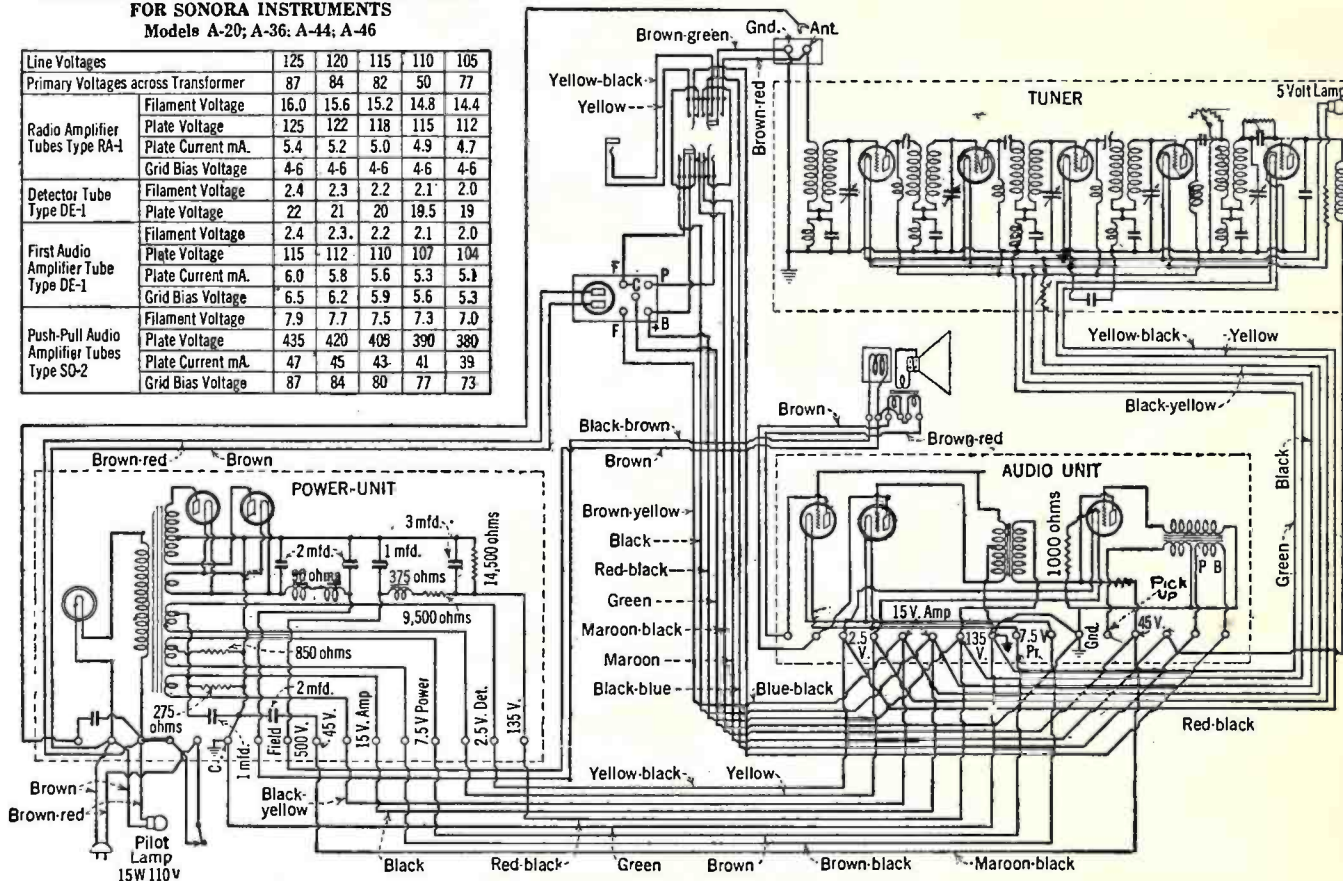 FOR SONORA INSTRUMENTS
Models A-20; A-36; A-44; A-46
Line Voltages 125 120 115 110 105
Primary Voltages across Transformer 87 84 82 50 77
Radio Amplifier Tubes Type RA-1
Filament Voltage 16.0 15.6 15.2 14.8 14.4
Plate Voltage 125 122 118 115 112
Plate Current mA. 5.4 5.2 5.0 4.9 4.7
Grid Bias Voltage 4-6 4-6 4-6 4-6 4-6
Detector Tube Type DE-1
Filament Voltage 2.4 2.3 2.2 2.1 2.0
Plate Voltage 22 21 20 19.5 19
First Audio Amplifier Tube Type DE-1
Filament Voltage 2.4 2.3. 2.2 2.1 2.0
Plate Voltage 115 112 110 107 104
Plate Current mA. 6.0 5.8 5.6 5.3 5.1
Grid Bias Voltage 6.5 6.2 5.9 5.6 5.3
Push-Pull Audio Amplifier Tubes Type SO-2
Filament Voltage 7.9 7.7 7.5 7.3 7.0
Plate Voltage 435 420 405 390 380
Plate Current mA. 47 45 43 41 39
Grid Bias Voltage 87 84 80 77 73
Brown-green
Gnd.
Ant.
Yellow-black
Yellow
Brown-red
TUNER
5 Volt Lamp
F
P
C
F
B
Yellow-black
Yellow
Black-yellow
Brown
Brown-red
Black-brown
Brown
Black
Green
Brown-red
Brown
POWER-UNIT
3 mfd.
2 mfd.
1 mfd.
14,500 ohms
375 ohms
9,500 ohms
850 ohms
275 ohms
2 mfd.
1 mfd.
C.
Field
500 V.
45 V.
15 V. Amp
7.5 V Power
2.5 V. Det.
135 V.
Brown-yellow
Black
Red-black
Green
Maroon-black
Maroon
Black-blue
Blue-black
AUDIO UNIT
1000 ohms
P B
Pick up
15 V. Amp
2.5 V.
135 V.
7.5 V Pr.
Gnd.
45 V.
Red-black
Yellow-black
Yellow
Black-yellow
Brown
Brown-red
Pilot Lamp
15W 110V
Black
Red-black
Green
Brown
Brown-black
Maroon-black